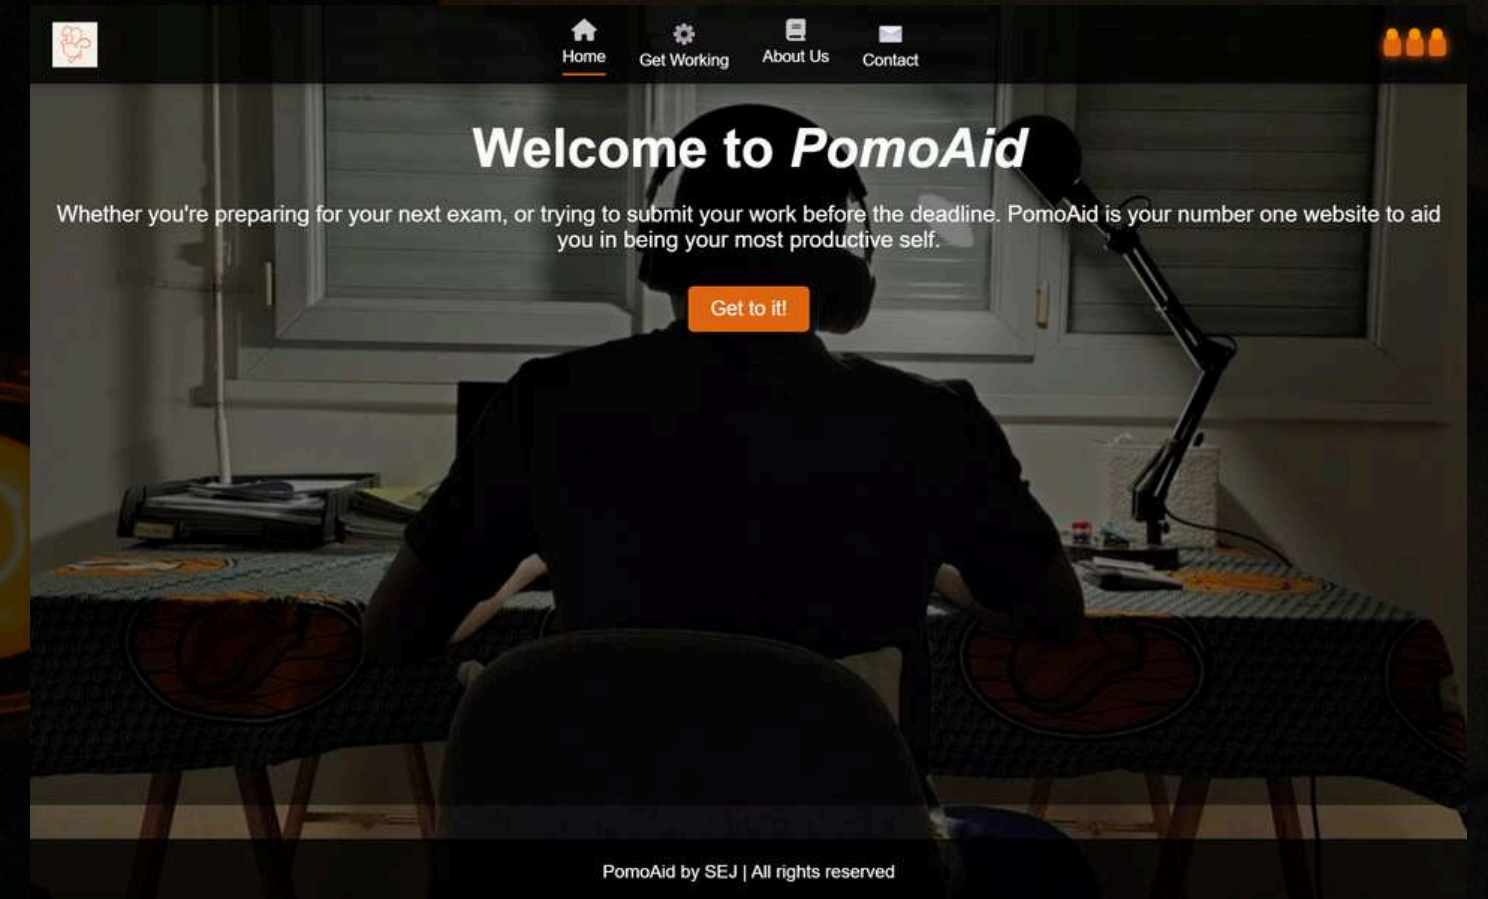 Home
Get Working
About Us
Contact
Welcome to PomoAid
Whether you're preparing for your next exam, or trying to submit your work before the deadline. PomoAid is your number one website to aid
you in being your most productive self.
Get to it!
PomoAid by SEJ | All rights reserved